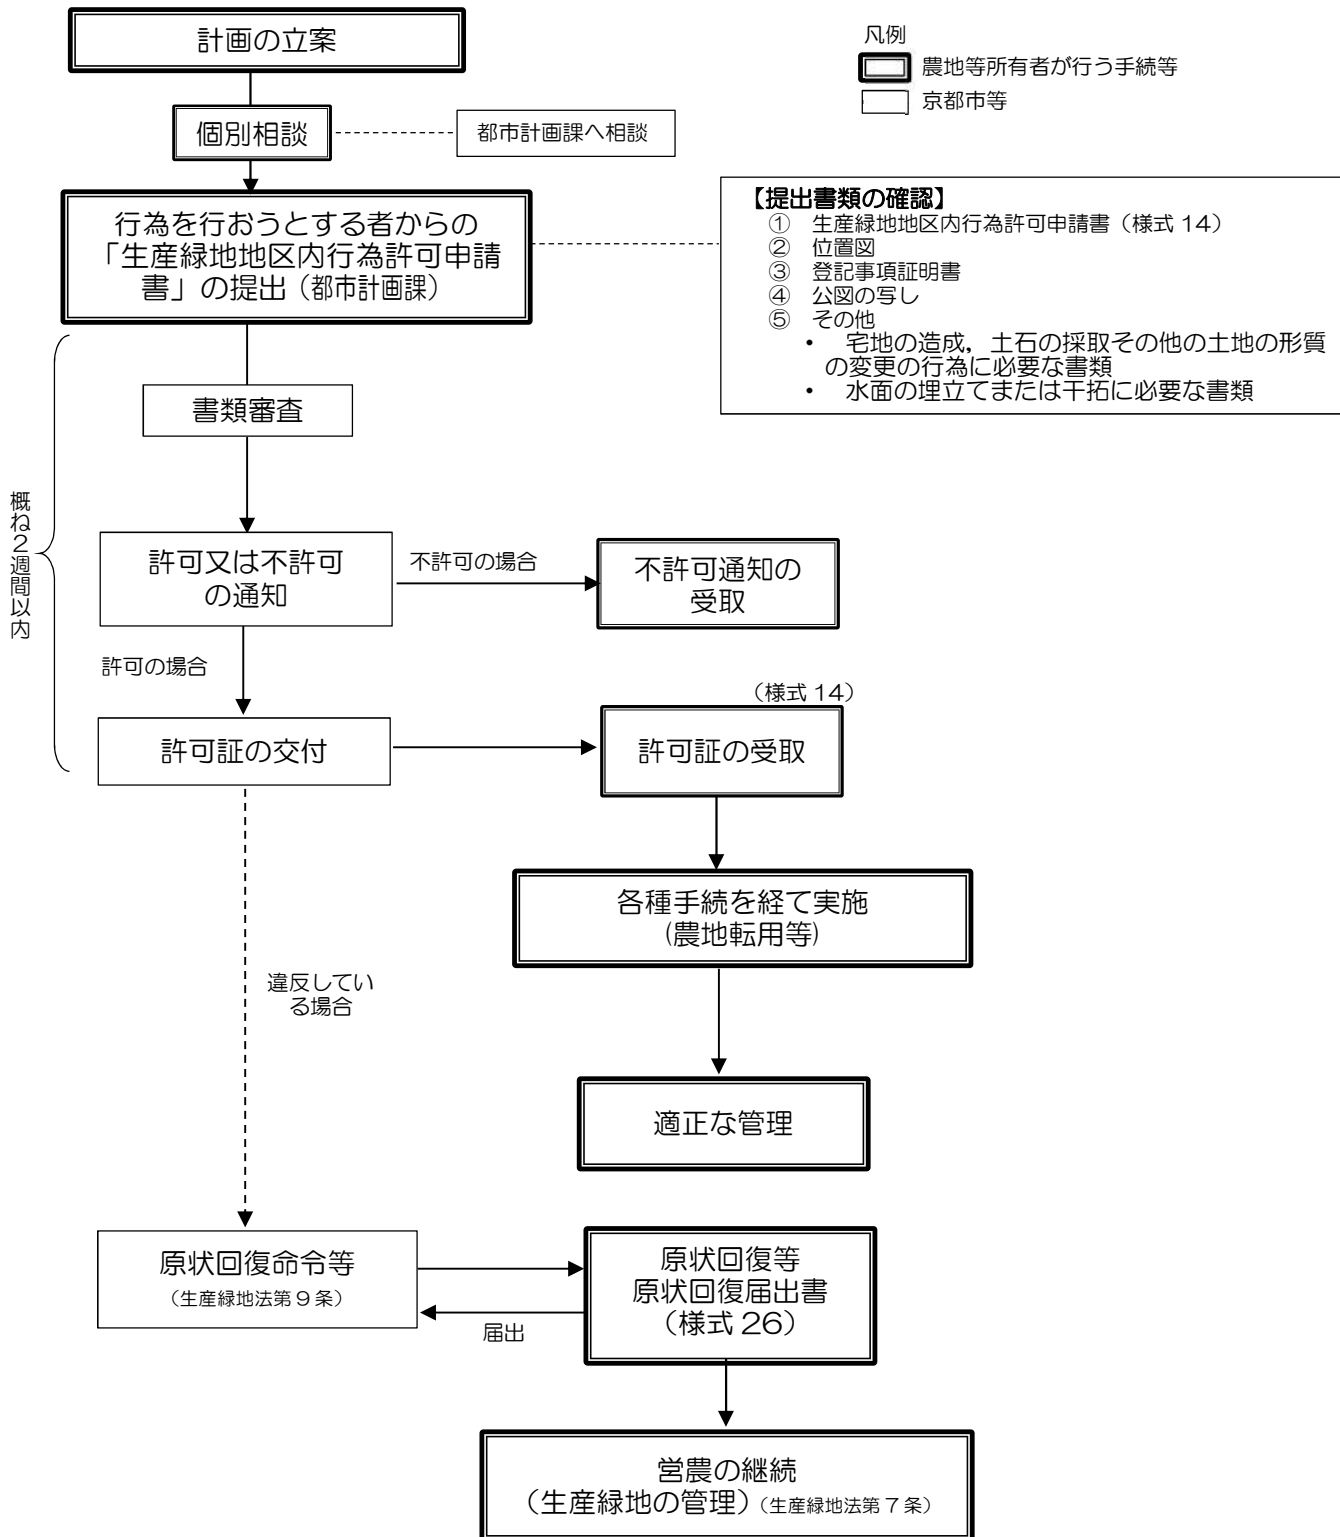 計画の立案
凡例
農地等所有者が行う手続等
京都市等
個別相談
都市計画課へ相談
行為を行おうとする者からの
「生産緑地地区内行為許可申請
書」の提出（都市計画課）
【提出書類の確認】
① 生産緑地地区内行為許可申請書（様式 14）
② 位置図
③ 登記事項証明書
④ 公図の写し
⑤ その他
・ 宅地の造成，土石の採取その他の土地の形質
の変更の行為に必要な書類
・ 水面の埋立てまたは干拓に必要な書類
書類審査
概ね２週間以内
許可又は不許可
の通知
不許可の場合
不許可通知の
受取
許可の場合
（様式 14）
許可証の交付
許可証の受取
各種手続を経て実施
(農地転用等)
違反してい
る場合
適正な管理
原状回復命令等
（生産緑地法第 9 条）
原状回復等
原状回復届出書
（様式 26）
届出
営農の継続
（生産緑地の管理）（生産緑地法第 7 条）